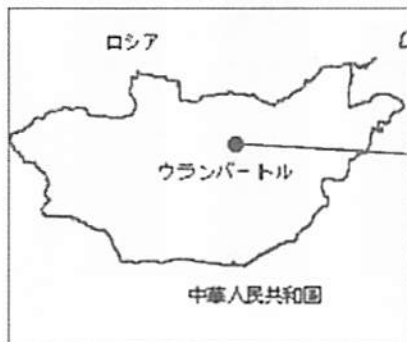 ロシア
ウランバートル
中華人民共和国